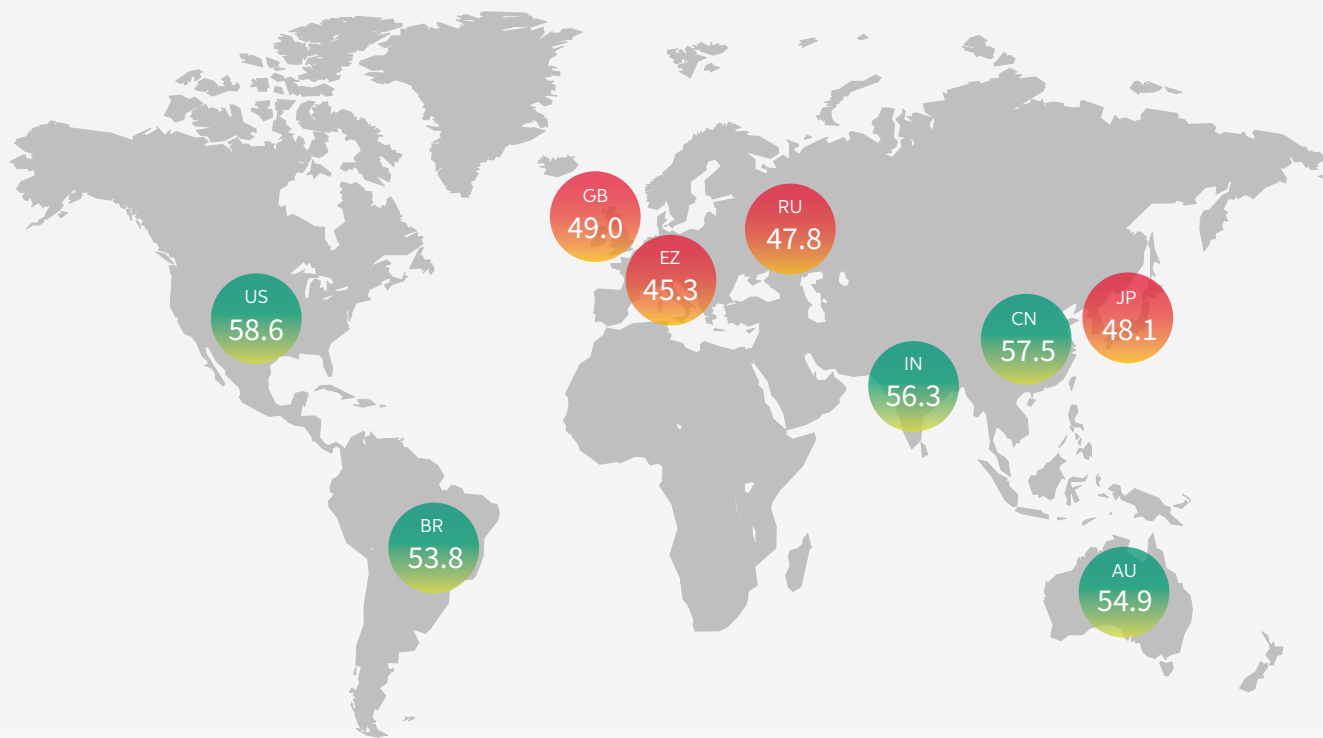 GB
49.0
RU
47.8
EZ
45.3
US
58.6
JP
48.1
CN
57.5
IN
56.3
BR
53.8
AU
54.9